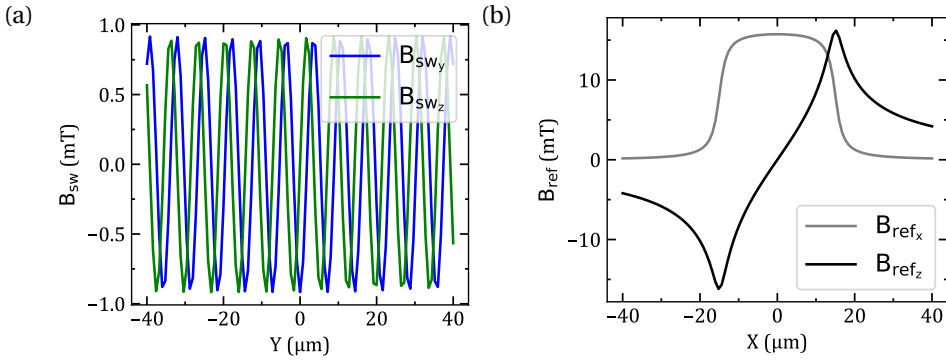 (a)
1.0
0.5
0.0
−0.5
−1.0
B_sw (mT)
B_sw_y
B_sw_z
−40 −20 0 20 40
Y (μm)
(b)
10
0
−10
B_ref (mT)
B_ref_x
B_ref_z
−40 −20 0 20 40
X (μm)